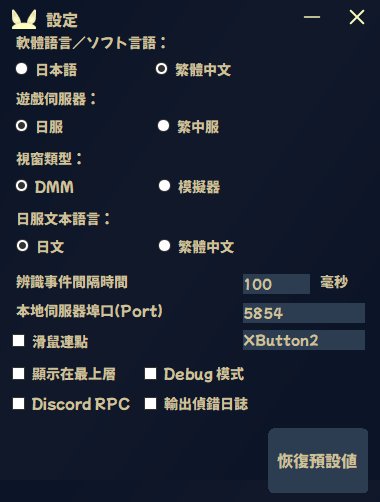 設定
軟體語言／ソフト言語：
日本語 繁體中文
遊戲伺服器：
日服 繁中服
視窗類型：
DMM 模擬器
日服文本語言：
日文 繁體中文
辨識事件間隔時間 100 毫秒
本地伺服器埠口(Port) 5854
滑鼠連點 XButton2
顯示在最上層 Debug 模式
Discord RPC 輸出偵錯日誌
恢復預設值